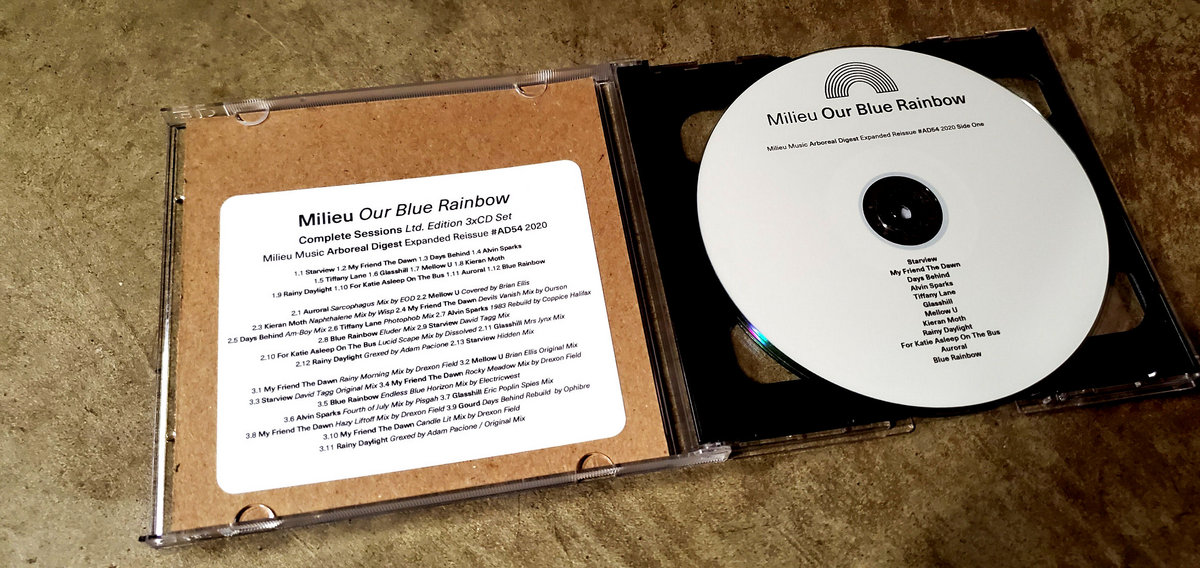 Milieu Our Blue Rainbow
Complete Sessions Ltd. Edition 3xCD Set
Milieu Music Arboreal Digest Expanded Reissue #AD54 2020
1.1 Starview 1.2 My Friend The Dawn 1.3 Days Behind 1.4 Alvin Sparks
1.5 Tiffany Lane 1.6 Glasshill 1.7 Mellow U 1.8 Kieran Moth
1.9 Rainy Daylight 1.10 For Katie Asleep On The Bus 1.11 Auroral 1.12 Blue Rainbow
2.1 Auroral Sarcophagus Mix by EOD 2.2 Mellow U Covered by Brian Ellis
2.3 Kieran Moth Naphthalene Mix by Wisp 2.4 My Friend The Dawn Devils Vanish Mix by Ourson
2.5 Days Behind Am-Boy Mix 2.6 Tiffany Lane Photophob Mix 2.7 Alvin Sparks 1983 Rebuild by Coppice Halifax
2.8 Blue Rainbow Eluder Mix 2.9 Starview David Tagg Mix
2.10 For Katie Asleep On The Bus Lucid Scape Mix by Dissolved 2.11 Glasshill Mrs Jynx Mix
2.12 Rainy Daylight Grexed by Adam Pacione 2.13 Starview Hidden Mix
3.1 My Friend The Dawn Rainy Morning Mix by Drexon Field 3.2 Mellow U Brian Ellis Original Mix
3.3 Starview David Tagg Original Mix 3.4 My Friend The Dawn Rocky Meadow Mix by Drexon Field
3.5 Blue Rainbow Endless Blue Horizon Mix by Electricwest
3.6 Alvin Sparks Fourth of July Mix by Pisgah 3.7 Glasshill Eric Poplin Spies Mix
3.8 My Friend The Dawn Hazy Liftoff Mix by Drexon Field 3.9 Gourd Days Behind Rebuild by Ophibre
3.10 My Friend The Dawn Candle Lit Mix by Drexon Field
3.11 Rainy Daylight Grexed by Adam Pacione / Original Mix
Milieu Our Blue Rainbow
Milieu Music Arboreal Digest Expanded Reissue #AD54 2020 Side One
Starview
My Friend The Dawn
Days Behind
Alvin Sparks
Tiffany Lane
Glasshill
Mellow U
Kieran Moth
Rainy Daylight
For Katie Asleep On The Bus
Auroral
Blue Rainbow